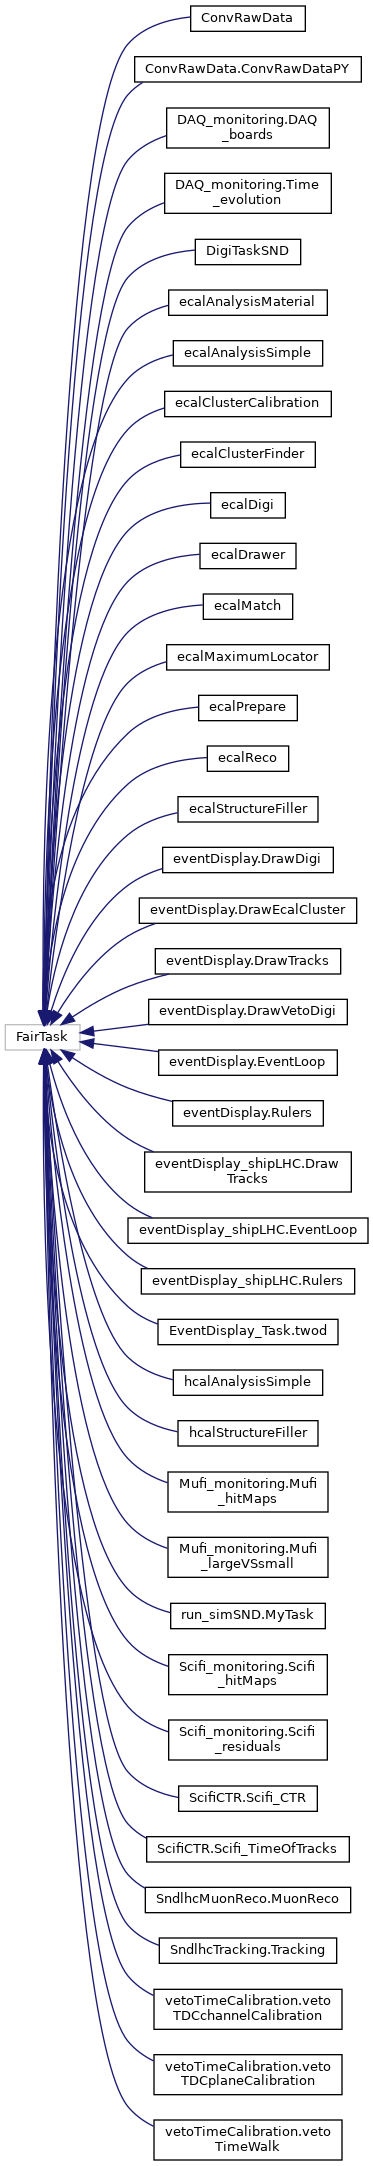 ConvRawData
ConvRawData.ConvRawDataPY
DAQ_monitoring.DAQ
_boards
DAQ_monitoring.Time
_evolution
DigiTaskSND
ecalAnalysisMaterial
ecalAnalysisSimple
ecalClusterCalibration
ecalClusterFinder
ecalDigi
ecalDrawer
ecalMatch
ecalMaximumLocator
ecalPrepare
ecalReco
ecalStructureFiller
eventDisplay.DrawDigi
eventDisplay.DrawEcalCluster
eventDisplay.DrawTracks
eventDisplay.DrawVetoDigi
FairTask
eventDisplay.EventLoop
eventDisplay.Rulers
eventDisplay_shipLHC.Draw
Tracks
eventDisplay_shipLHC.EventLoop
eventDisplay_shipLHC.Rulers
EventDisplay_Task.twod
hcalAnalysisSimple
hcalStructureFiller
Mufi_monitoring.Mufi
_hitMaps
Mufi_monitoring.Mufi
_largeVSsmall
run_simSND.MyTask
Scifi_monitoring.Scifi
_hitMaps
Scifi_monitoring.Scifi
_residuals
ScifiCTR.Scifi_CTR
ScifiCTR.Scifi_TimeOfTracks
SndlhcMuonReco.MuonReco
SndlhcTracking.Tracking
vetoTimeCalibration.veto
TDCchannelCalibration
vetoTimeCalibration.veto
TDCplaneCalibration
vetoTimeCalibration.veto
TimeWalk